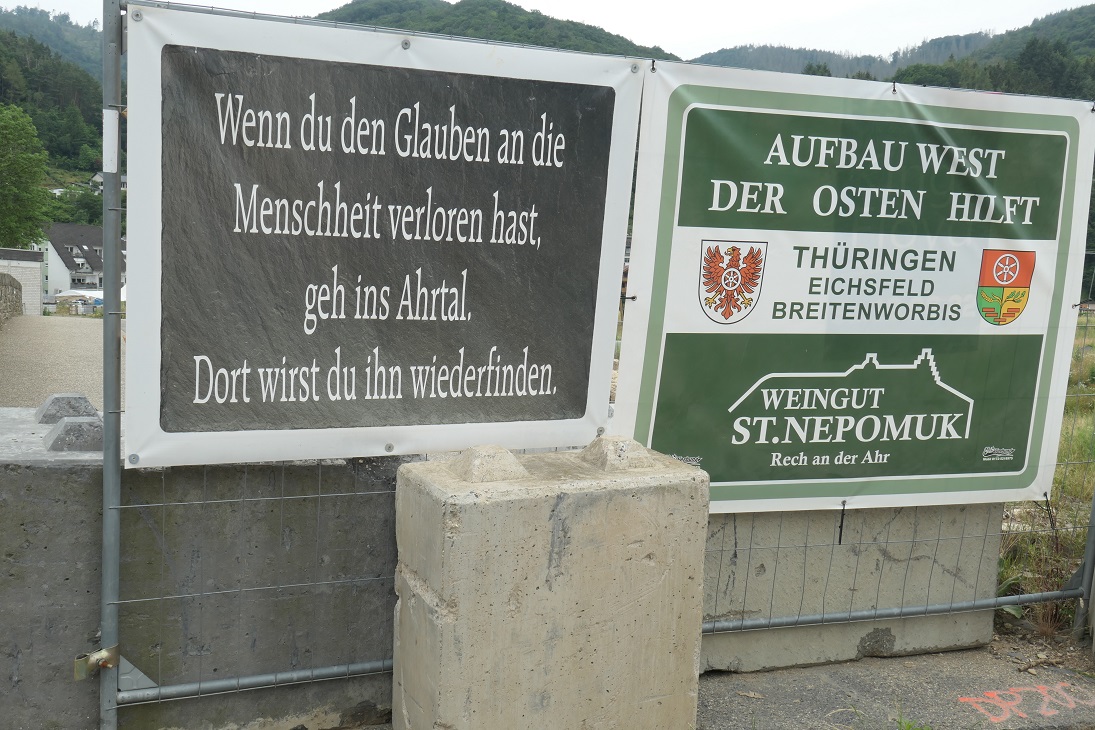 Wenn du den Glauben an die
Menschheit verloren hast,
geh ins Ahrtal.
Dort wirst du ihn wiederfinden.
AUFBAU WEST
DER OSTEN HILFT
THÜRINGEN
EICHSFELD
BREITENWORBIS
WEINGUT
ST.NEPOMUK
Rech an der Ahr